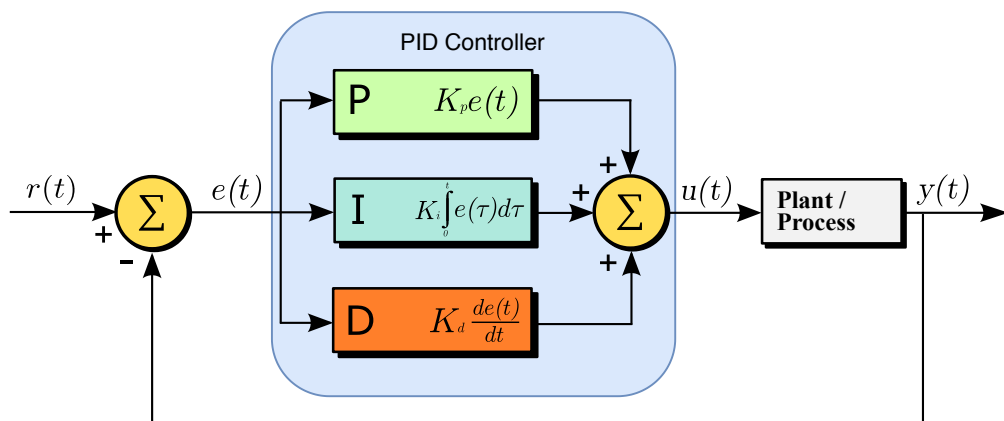 PID Controller
P K_p e(t)
r(t)
+
-
Σ
e(t)
I K_i ∫_0^t e(τ)dτ
D K_d de(t)/dt
+
+
+
Σ
u(t)
Plant /
Process
y(t)